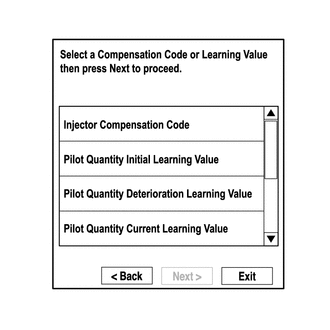 Select a Compensation Code or Learning Value
then press Next to proceed.
Injector Compensation Code
Pilot Quantity Initial Learning Value
Pilot Quantity Deterioration Learning Value
Pilot Quantity Current Learning Value
< Back Next > Exit